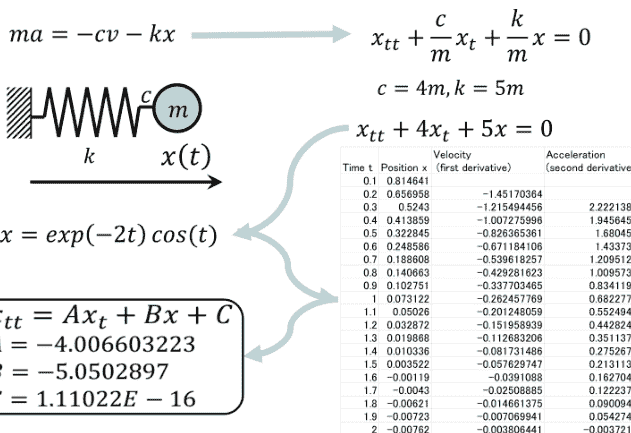 ma = −cv − kx
x_tt + c/m x_t + k/m x = 0
c = 4m, k = 5m
x_tt + 4x_t + 5x = 0
c
m
k
x(t)
x = exp(−2t) cos(t)
tt = Ax_t + Bx + C
= −4.006603223
= −5.0502897
= 1.11022E − 16
Velocity Acceleration
Time t Position x (first derivative) (second derivative
0.1 0.814641
0.2 0.656958 −1.45170364
0.3 0.5243 −1.215494456 2.222138
0.4 0.413859 −1.007275996 1.945645
0.5 0.322845 −0.826365361 1.68045
0.6 0.248586 −0.671184106 1.43373
0.7 0.188608 −0.539618257 1.209512
0.8 0.140663 −0.429281623 1.009573
0.9 0.102751 −0.337703465 0.834119
1 0.073122 −0.262457769 0.682277
1.1 0.05026 −0.201248059 0.552494
1.2 0.032872 −0.151958939 0.442824
1.3 0.019868 −0.112683206 0.351137
1.4 0.010336 −0.081731486 0.275267
1.5 0.003522 −0.057629747 0.213113
1.6 −0.00119 −0.0391088 0.162704
1.7 −0.0043 −0.02508885 0.122237
1.8 −0.00621 −0.014661375 0.090094
1.9 −0.00723 −0.007069941 0.054274
2 −0.00762 −0.003806441 −0.003721